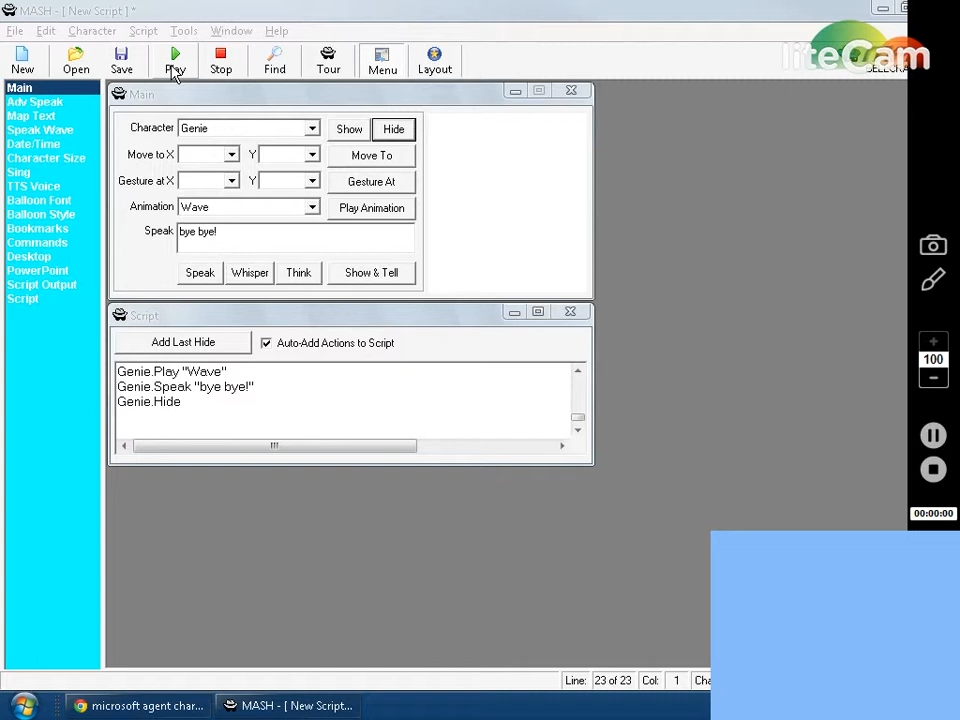 MASH - [ New Script ] *
File Edit Character Script Tools Window Help
liteCam
New Open Save Play Stop Find Tour Menu Layout
Main
Adv Speak
Map Text
Speak Wave
Date/Time
Character Size
Sing
TTS Voice
Balloon Font
Balloon Style
Bookmarks
Commands
Desktop
PowerPoint
Script Output
Script
Main
Character Genie Show Hide
Move to X Y Move To
Gesture at X Y Gesture At
Animation Wave Play Animation
Speak bye bye!
Speak Whisper Think Show & Tell
Script
Add Last Hide Auto-Add Actions to Script
Genie.Play "Wave"
Genie.Speak "bye bye!"
Genie.Hide
100
00:00:00
Line: 23 of 23 Col: 1
microsoft agent char... MASH - [ New Script...